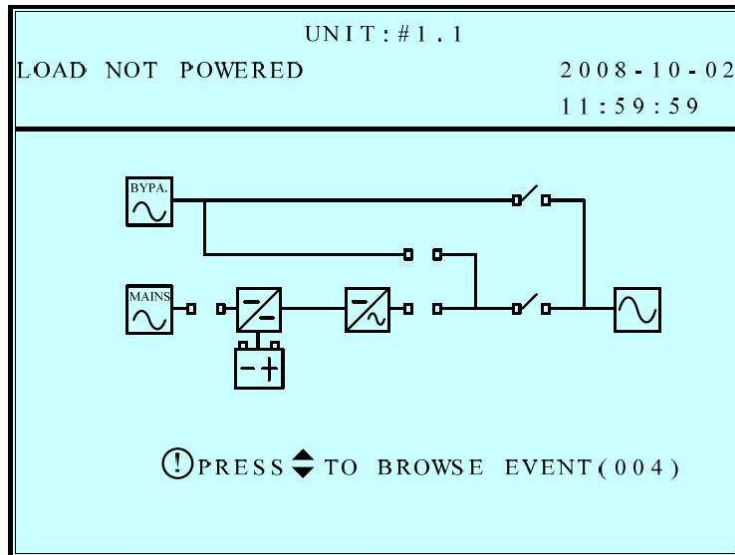 UNIT:#1.1
LOAD NOT POWERED
2008-10-02
11:59:59
BYPA.
MAINS
PRESS TO BROWSE EVENT(004)